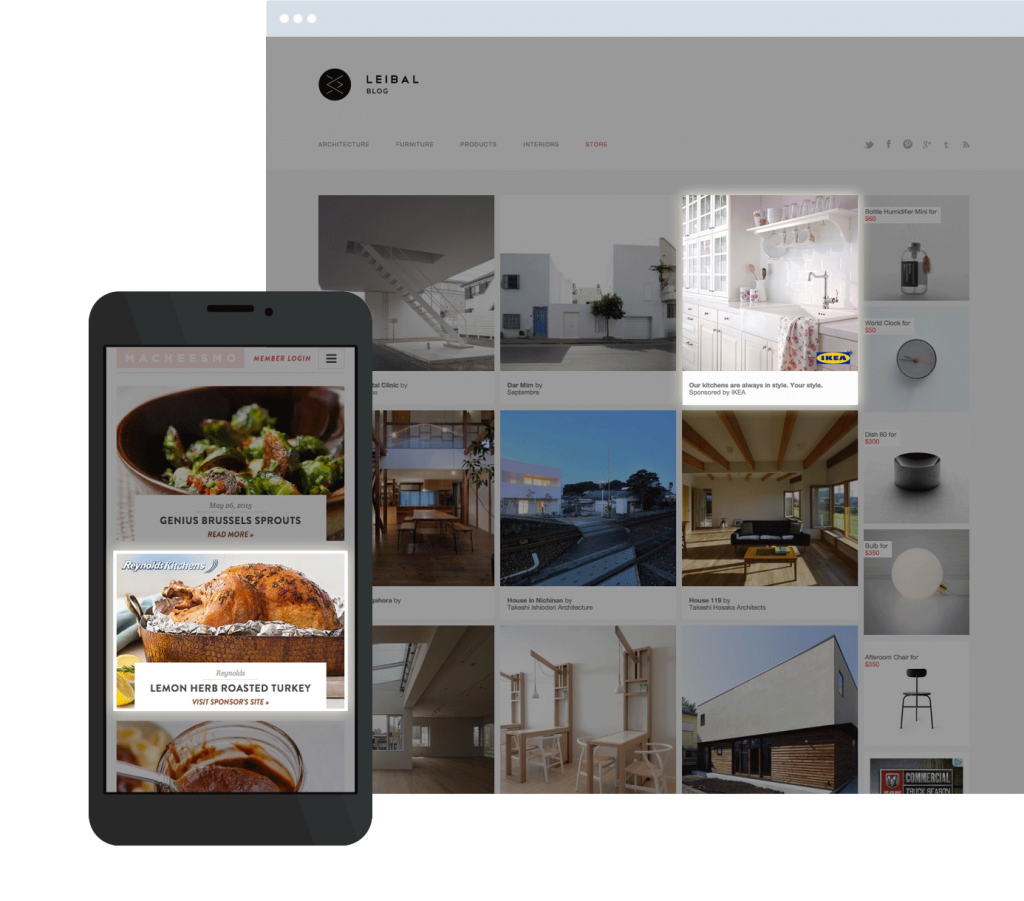 LEIBAL
BLOG
ARCHITECTURE FURNITURE PRODUCTS INTERIORS STORE
tal Clinic by
Dar Mim by
Septembre
IKEA
Our kitchens are always in style. Your style.
Sponsored by IKEA
Bottle Humidifier Mini for
$60
World Clock for
$50
Dish 60 for
$300
by
House in Nichinan by
Takeshi Ishiodori Architecture
House 119 by
Takeshi Hosaka Architects
Bulb for
$350
Afteroom Chair for
$350
COMMERCIAL
TRUCK SEASON
MACHEESMO
MEMBER LOGIN
May 26, 2015
GENIUS BRUSSELS SPROUTS
READ MORE »
Reynolds Kitchens
Reynolds
LEMON HERB ROASTED TURKEY
VISIT SPONSOR'S SITE »